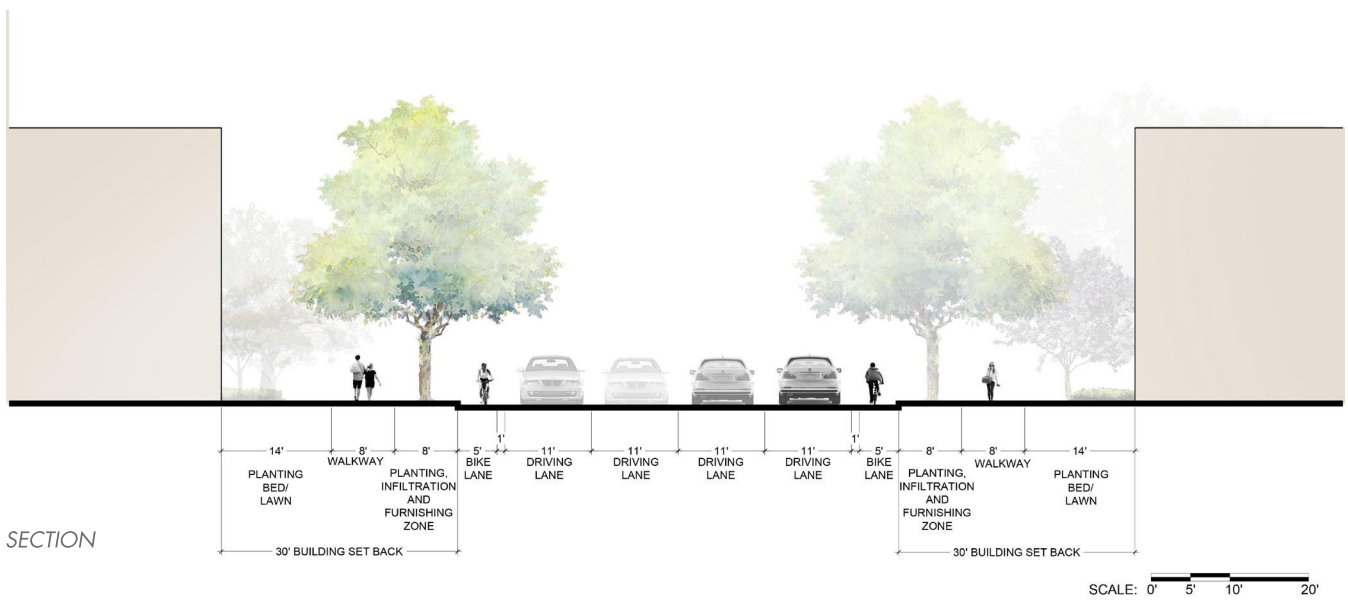 14'
8'
8'
5'
1'
11'
11'
11'
11'
1'
5'
8'
8'
14'
PLANTING
BED/
LAWN
WALKWAY
PLANTING,
INFILTRATION
AND
FURNISHING
ZONE
BIKE
LANE
DRIVING
LANE
DRIVING
LANE
DRIVING
LANE
DRIVING
LANE
BIKE
LANE
PLANTING,
INFILTRATION
AND
FURNISHING
ZONE
WALKWAY
PLANTING
BED/
LAWN
SECTION
30' BUILDING SET BACK
30' BUILDING SET BACK
SCALE: 0' 5' 10' 20'